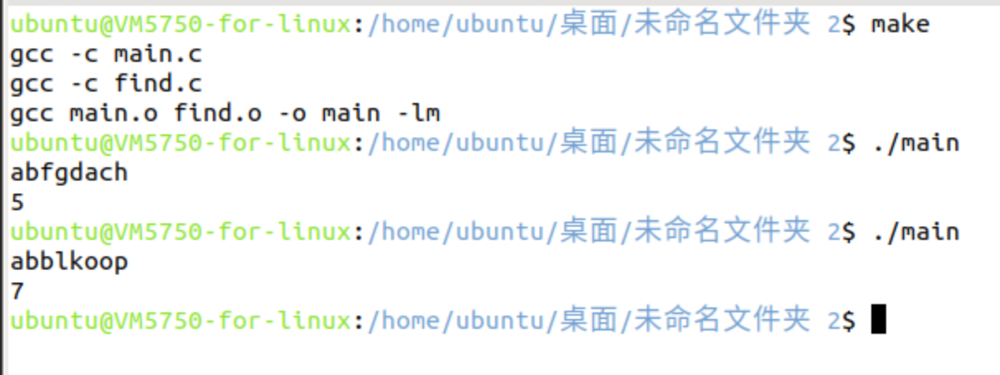 ubuntu@VM5750-for-linux:/home/ubuntu/桌面/未命名文件夹 2$ make
gcc -c main.c
gcc -c find.c
gcc main.o find.o -o main -lm
ubuntu@VM5750-for-linux:/home/ubuntu/桌面/未命名文件夹 2$ ./main
abfgdach
5
ubuntu@VM5750-for-linux:/home/ubuntu/桌面/未命名文件夹 2$ ./main
abblkoop
7
ubuntu@VM5750-for-linux:/home/ubuntu/桌面/未命名文件夹 2$